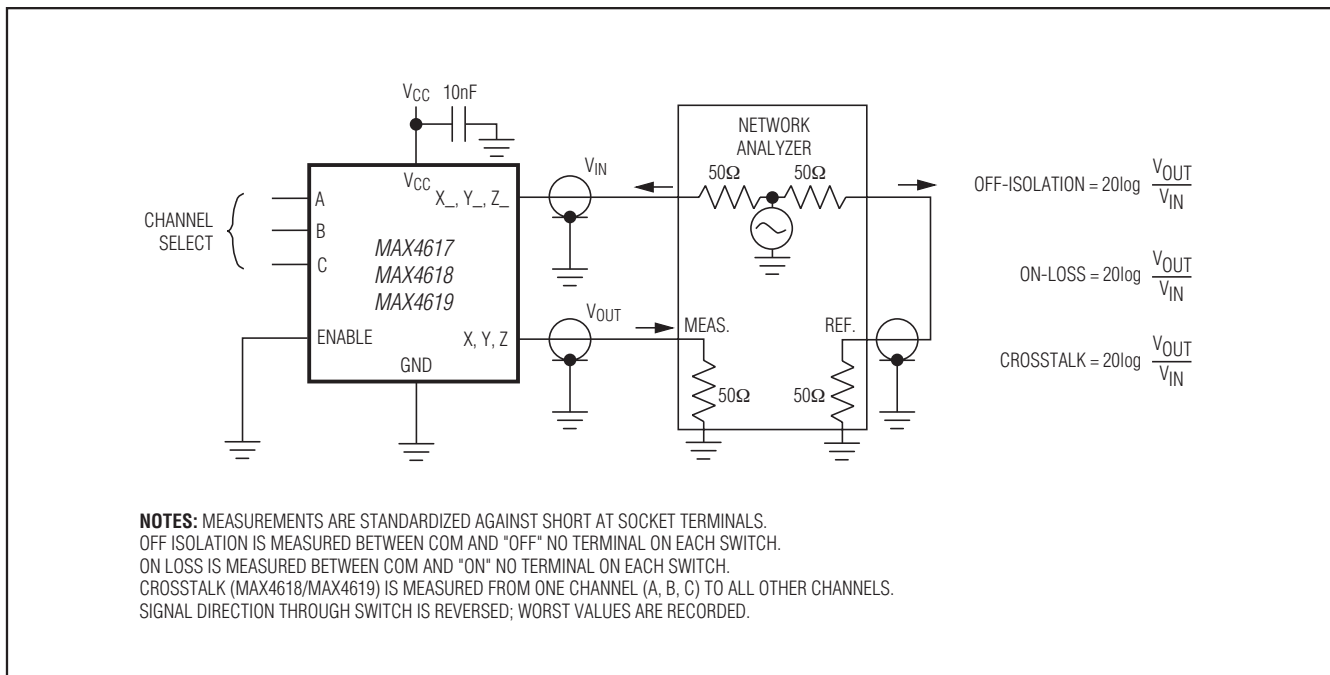 VCC 10nF
VCC
A
B
C
CHANNEL
SELECT
ENABLE
GND
X_, Y_, Z_
MAX4617
MAX4618
MAX4619
X, Y, Z
VIN
VOUT
NETWORK
ANALYZER
50Ω 50Ω
MEAS. REF.
50Ω 50Ω
OFF-ISOLATION = 20log VOUT
VIN
ON-LOSS = 20log VOUT
VIN
CROSSTALK = 20log VOUT
VIN
NOTES: MEASUREMENTS ARE STANDARDIZED AGAINST SHORT AT SOCKET TERMINALS.
OFF ISOLATION IS MEASURED BETWEEN COM AND "OFF" NO TERMINAL ON EACH SWITCH.
ON LOSS IS MEASURED BETWEEN COM AND "ON" NO TERMINAL ON EACH SWITCH.
CROSSTALK (MAX4618/MAX4619) IS MEASURED FROM ONE CHANNEL (A, B, C) TO ALL OTHER CHANNELS.
SIGNAL DIRECTION THROUGH SWITCH IS REVERSED; WORST VALUES ARE RECORDED.